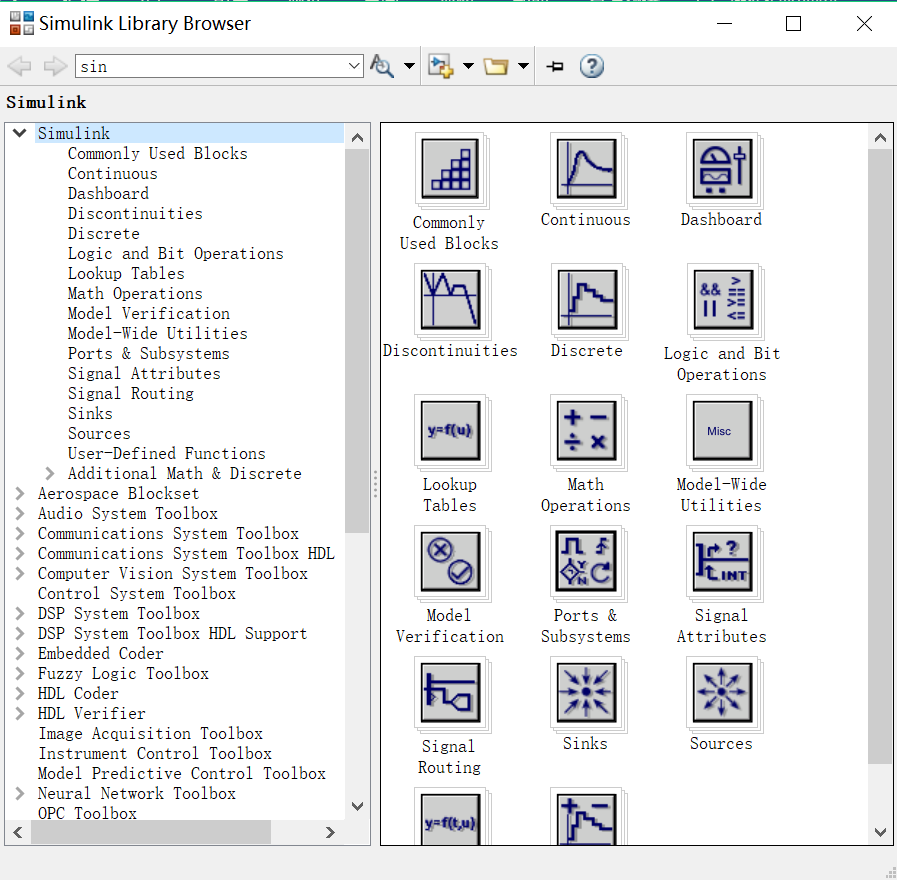 Simulink Library Browser
sin
Simulink
Simulink
Commonly Used Blocks
Continuous
Dashboard
Discontinuities
Discrete
Logic and Bit Operations
Lookup Tables
Math Operations
Model Verification
Model-Wide Utilities
Ports & Subsystems
Signal Attributes
Signal Routing
Sinks
Sources
User-Defined Functions
Additional Math & Discrete
Aerospace Blockset
Audio System Toolbox
Communications System Toolbox
Communications System Toolbox HDL
Computer Vision System Toolbox
Control System Toolbox
DSP System Toolbox
DSP System Toolbox HDL Support
Embedded Coder
Fuzzy Logic Toolbox
HDL Coder
HDL Verifier
Image Acquisition Toolbox
Instrument Control Toolbox
Model Predictive Control Toolbox
Neural Network Toolbox
OPC Toolbox
Commonly
Used Blocks
Continuous
Dashboard
Discontinuities
Discrete
&& > == || >= <=
Logic and Bit
Operations
y=f(u)
Lookup
Tables
+ − ÷ ×
Math
Operations
Misc
Model-Wide
Utilities
Model
Verification
Y N
Ports &
Subsystems
? INT
Signal
Attributes
Signal
Routing
Sinks
Sources
y=f(t,u)
+ −